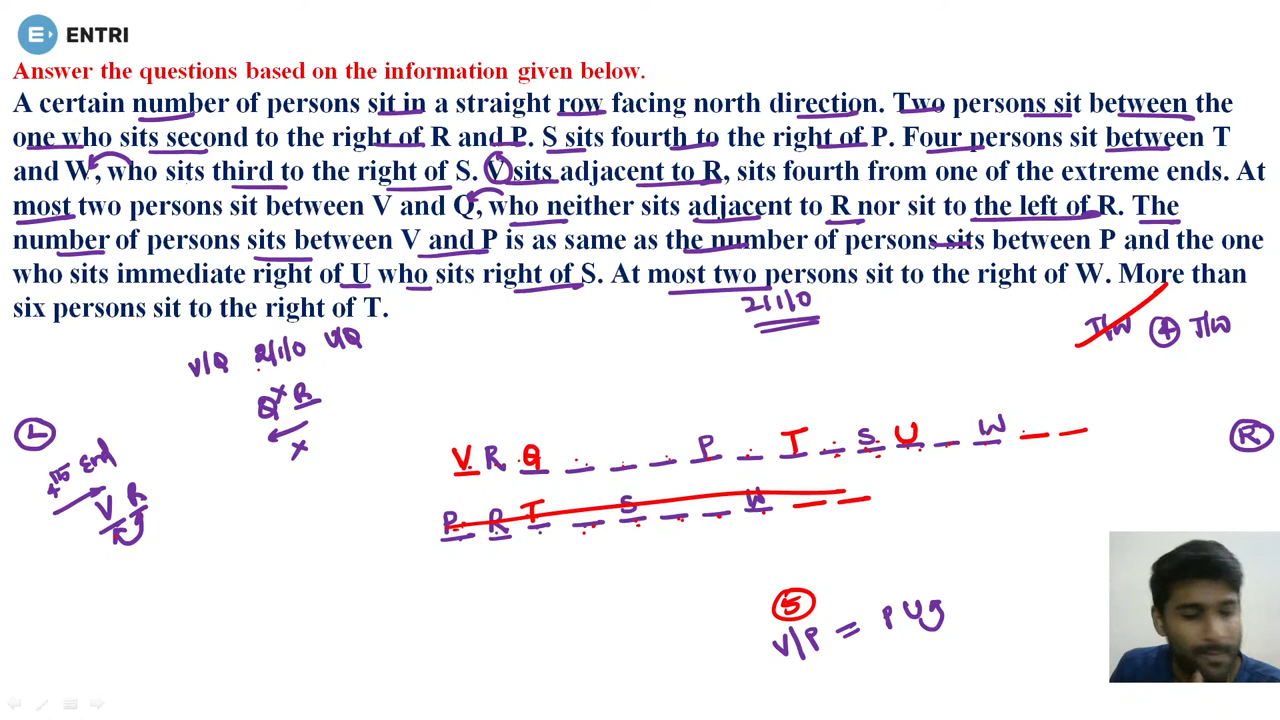 ENTRI
Answer the questions based on the information given below.
A certain number of persons sit in a straight row facing north direction. Two persons sit between the
one who sits second to the right of R and P. S sits fourth to the right of P. Four persons sit between T
and W, who sits third to the right of S. V sits adjacent to R, sits fourth from one of the extreme ends. At
most two persons sit between V and Q, who neither sits adjacent to R nor sit to the left of R. The
number of persons sits between V and P is as same as the number of persons sits between P and the one
who sits immediate right of U who sits right of S. At most two persons sit to the right of W. More than
six persons sit to the right of T.
2/1/0
T/W 4 T/W
V/Q 2/1/0 V/Q
Q x R
x
L
R
4th End
V R
V R Q _ _ _ P _ T _ S U _ W _ _
P R T _ S _ _ W _ _
5
V/P = P U